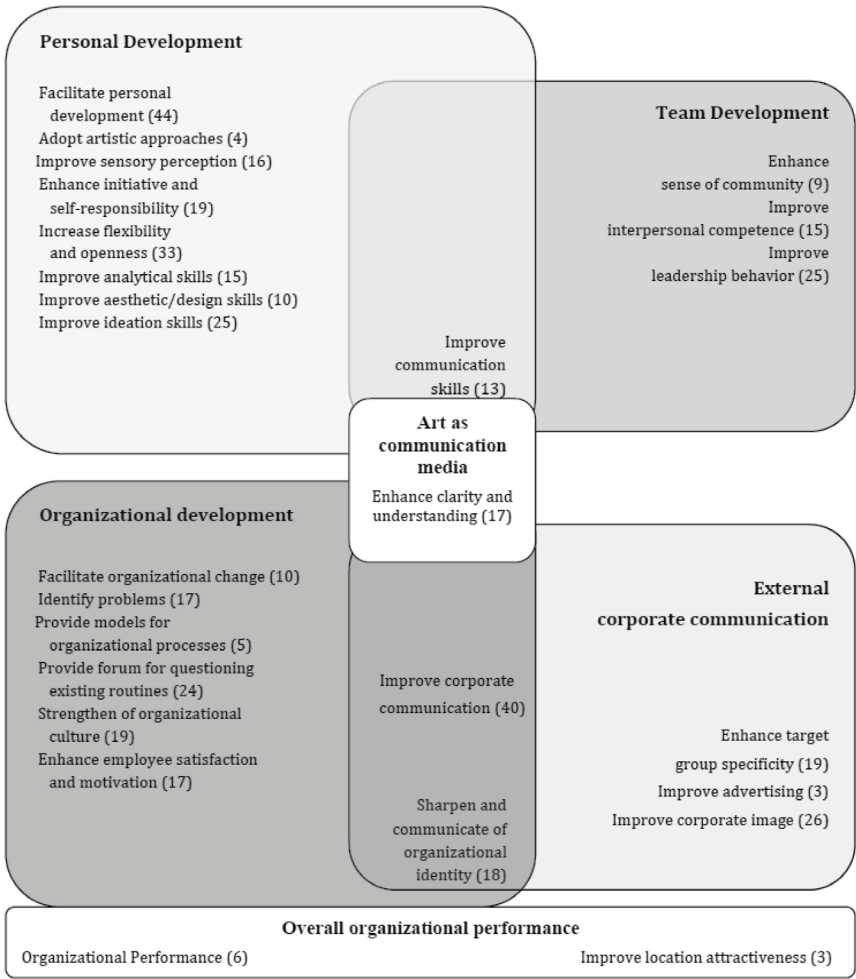 Personal Development
Facilitate personal
development (44)
Adopt artistic approaches (4)
Improve sensory perception (16)
Enhance initiative and
self-responsibility (19)
Increase flexibility
and openness (33)
Improve analytical skills (15)
Improve aesthetic/design skills (10)
Improve ideation skills (25)
Team Development
Enhance
sense of community (9)
Improve
interpersonal competence (15)
Improve
leadership behavior (25)
Improve
communication
skills (13)
Art as
communication
media
Enhance clarity and
understanding (17)
Organizational development
Facilitate organizational change (10)
Identify problems (17)
Provide models for
organizational processes (5)
Provide forum for questioning
existing routines (24)
Strengthen of organizational
culture (19)
Enhance employee satisfaction
and motivation (17)
Improve corporate
communication (40)
Sharpen and
communicate of
organizational
identity (18)
External
corporate communication
Enhance target
group specificity (19)
Improve advertising (3)
Improve corporate image (26)
Overall organizational performance
Organizational Performance (6)
Improve location attractiveness (3)